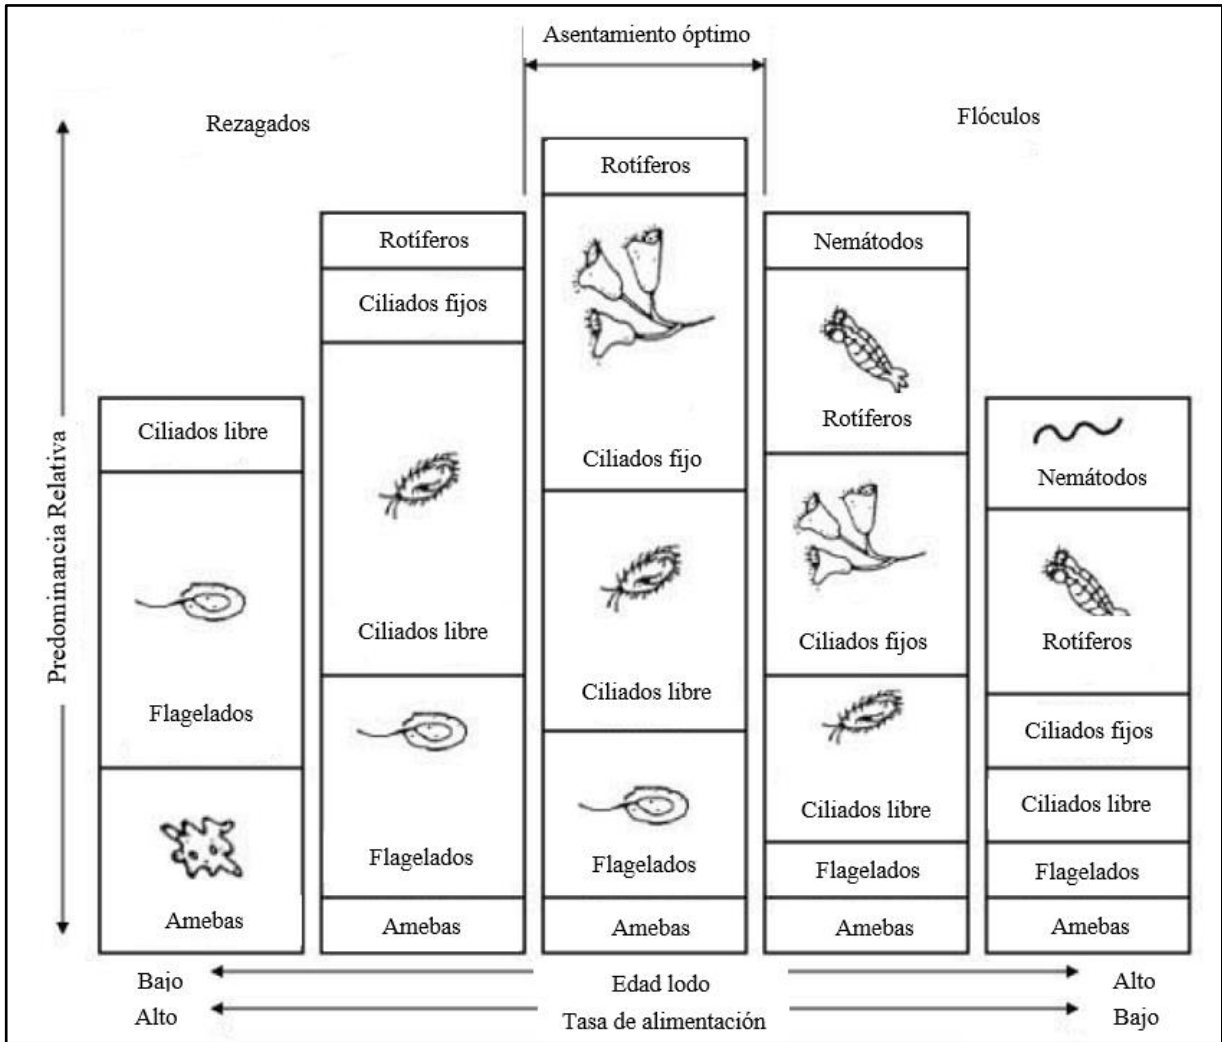 Asentamiento óptimo
Rezagados
Flóculos
Predominancia Relativa
Ciliados libre
Flagelados
Amebas
Rotíferos
Ciliados fijos
Ciliados libre
Flagelados
Amebas
Rotíferos
Ciliados fijo
Ciliados libre
Flagelados
Amebas
Nemátodos
Rotíferos
Ciliados fijos
Ciliados libre
Flagelados
Amebas
Nemátodos
Rotíferos
Ciliados fijos
Ciliados libre
Flagelados
Amebas
Bajo Edad lodo Alto
Alto Tasa de alimentación Bajo